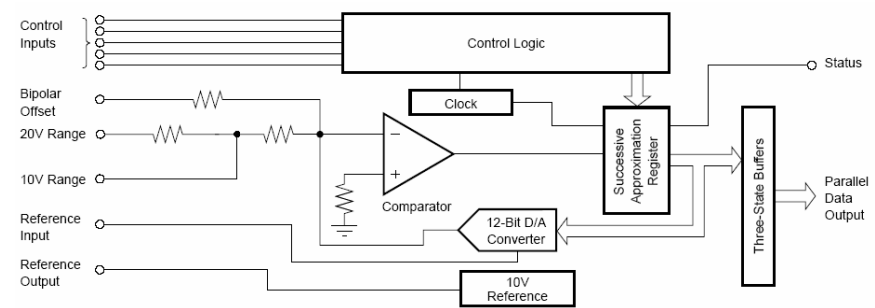 Control
Inputs
Control Logic
Status
Bipolar
Offset
Clock
20V Range
10V Range
Comparator
Successive
Approximation
Register
Three-State Buffers
Parallel
Data
Output
Reference
Input
12-Bit D/A
Converter
Reference
Output
10V
Reference